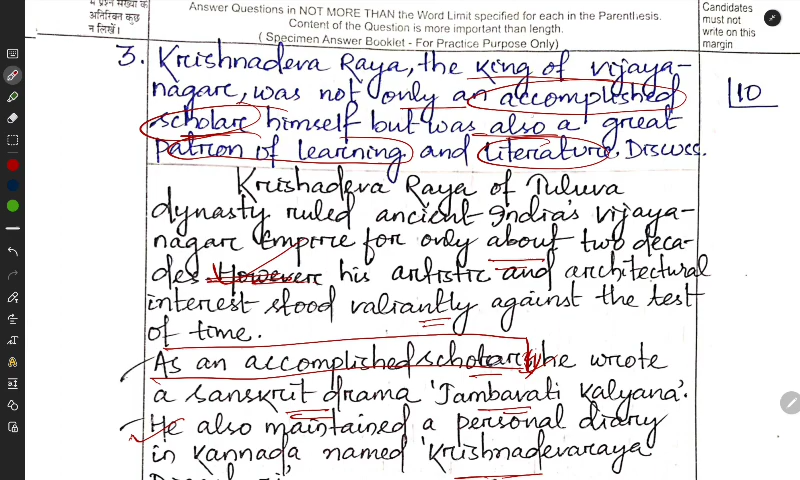 में प्रश्न संख्या के
अतिरिक्त कुछ
न लिखें।
Answer Questions in NOT MORE THAN the Word Limit specified for each in the Parenthesis.
Content of the Question is more important than length.
( Specimen Answer Booklet - For Practice Purpose Only)
Candidates
must not
write on this
margin
3. Krishnadeva Raya, the king of vijaya-
nagar, was not only an accomplished
scholar himself but was also a great
Patron of learning and literature. Discuss.
10
Krishadeva Raya of Tuluva
dynasty ruled ancient India's vijaya-
nagar Empire for only about two deca-
des. However his artistic and architectural
interest stood valiantly against the test
of time.
As an accomplished scholar, he wrote
a sanskrit drama 'Jambavati Kalyana'.
He also maintained a personal diary
in Kannada named 'Krishnadevaraya